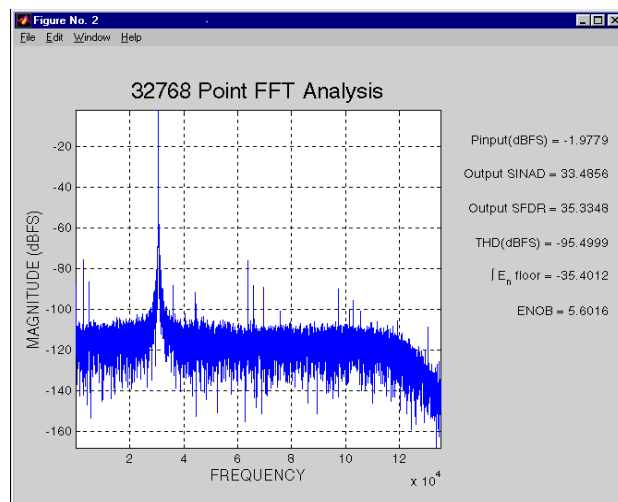 Figure No. 2
File Edit Window Help
32768 Point FFT Analysis
MAGNITUDE (dBFS)
-20
-40
-60
-80
-100
-120
-140
-160
2 4 6 8 10 12
x 10^4
FREQUENCY
Pinput(dBFS) = -1.9779
Output SINAD = 33.4856
Output SFDR = 35.3348
THD(dBFS) = -95.4999
∫ E_n floor = -35.4012
ENOB = 5.6016